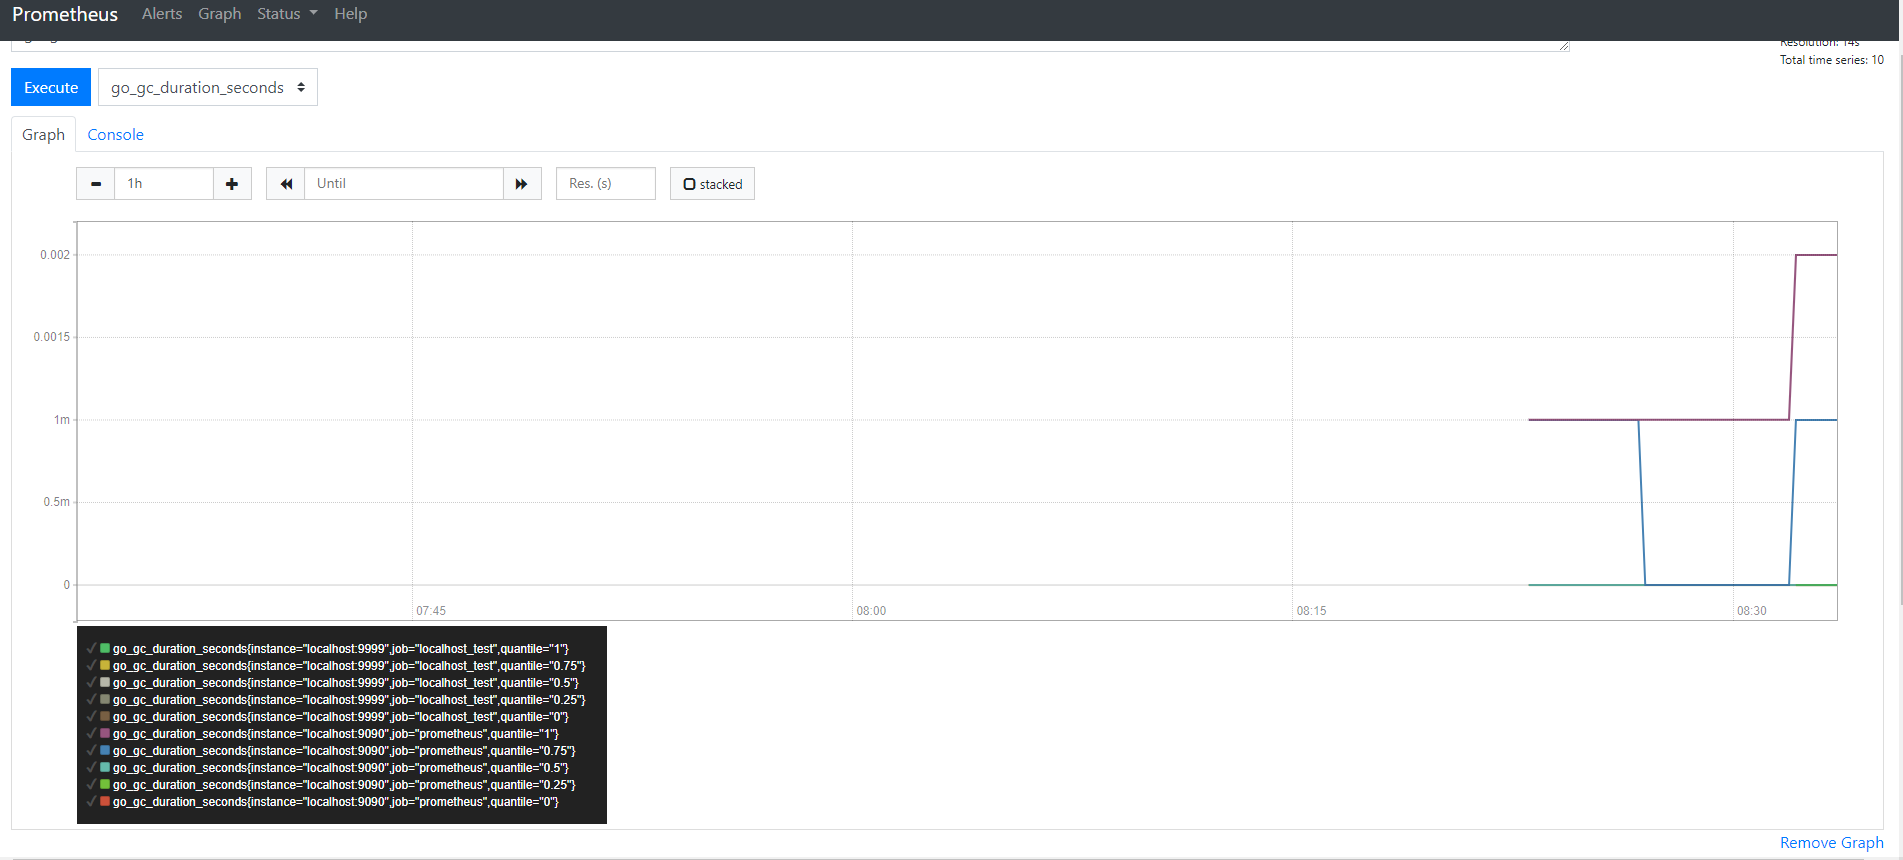 Prometheus Alerts Graph Status Help
Resolution: 14s
Total time series: 10
Execute go_gc_duration_seconds
Graph Console
1h Until Res. (s) stacked
0.002
0.0015
1m
0.5m
0
07:45 08:00 08:15 08:30
go_gc_duration_seconds{instance="localhost:9999",job="localhost_test",quantile="1"}
go_gc_duration_seconds{instance="localhost:9999",job="localhost_test",quantile="0.75"}
go_gc_duration_seconds{instance="localhost:9999",job="localhost_test",quantile="0.5"}
go_gc_duration_seconds{instance="localhost:9999",job="localhost_test",quantile="0.25"}
go_gc_duration_seconds{instance="localhost:9999",job="localhost_test",quantile="0"}
go_gc_duration_seconds{instance="localhost:9090",job="prometheus",quantile="1"}
go_gc_duration_seconds{instance="localhost:9090",job="prometheus",quantile="0.75"}
go_gc_duration_seconds{instance="localhost:9090",job="prometheus",quantile="0.5"}
go_gc_duration_seconds{instance="localhost:9090",job="prometheus",quantile="0.25"}
go_gc_duration_seconds{instance="localhost:9090",job="prometheus",quantile="0"}
Remove Graph